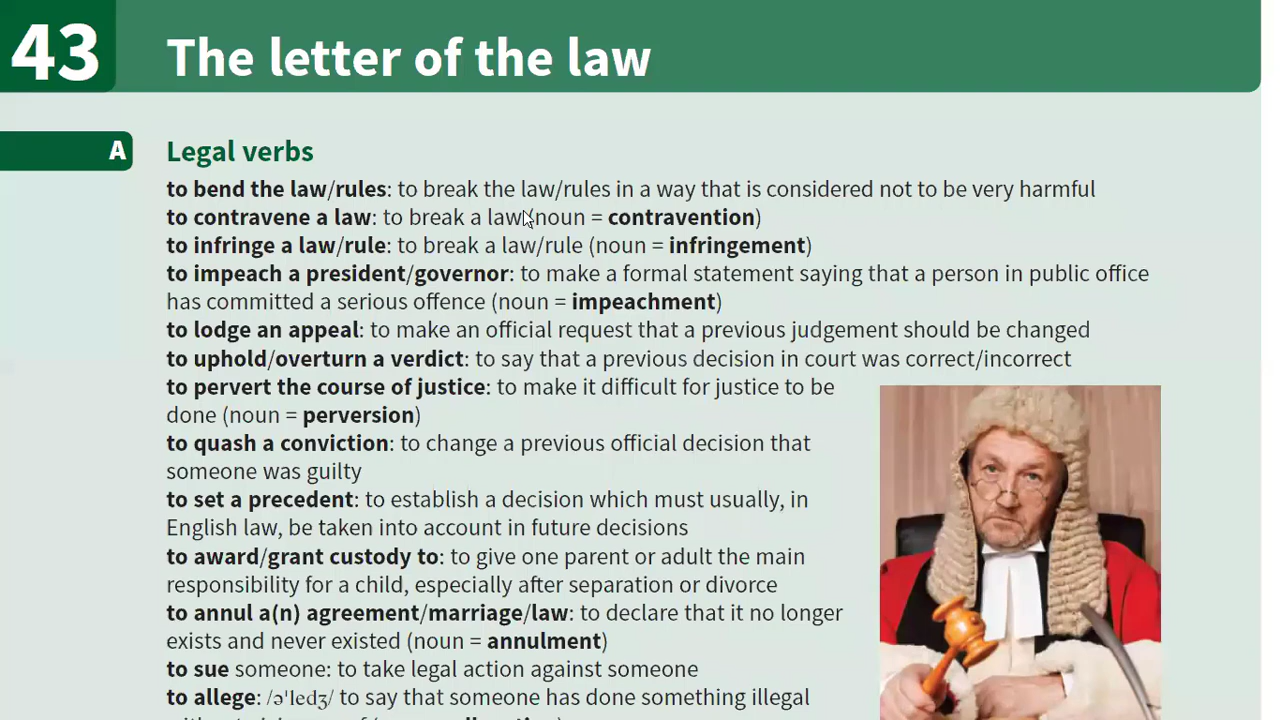 43
The letter of the law
A
Legal verbs
to bend the law/rules: to break the law/rules in a way that is considered not to be very harmful
to contravene a law: to break a law (noun = contravention)
to infringe a law/rule: to break a law/rule (noun = infringement)
to impeach a president/governor: to make a formal statement saying that a person in public office
has committed a serious offence (noun = impeachment)
to lodge an appeal: to make an official request that a previous judgement should be changed
to uphold/overturn a verdict: to say that a previous decision in court was correct/incorrect
to pervert the course of justice: to make it difficult for justice to be
done (noun = perversion)
to quash a conviction: to change a previous official decision that
someone was guilty
to set a precedent: to establish a decision which must usually, in
English law, be taken into account in future decisions
to award/grant custody to: to give one parent or adult the main
responsibility for a child, especially after separation or divorce
to annul a(n) agreement/marriage/law: to declare that it no longer
exists and never existed (noun = annulment)
to sue someone: to take legal action against someone
to allege: /əˈledʒ/ to say that someone has done something illegal